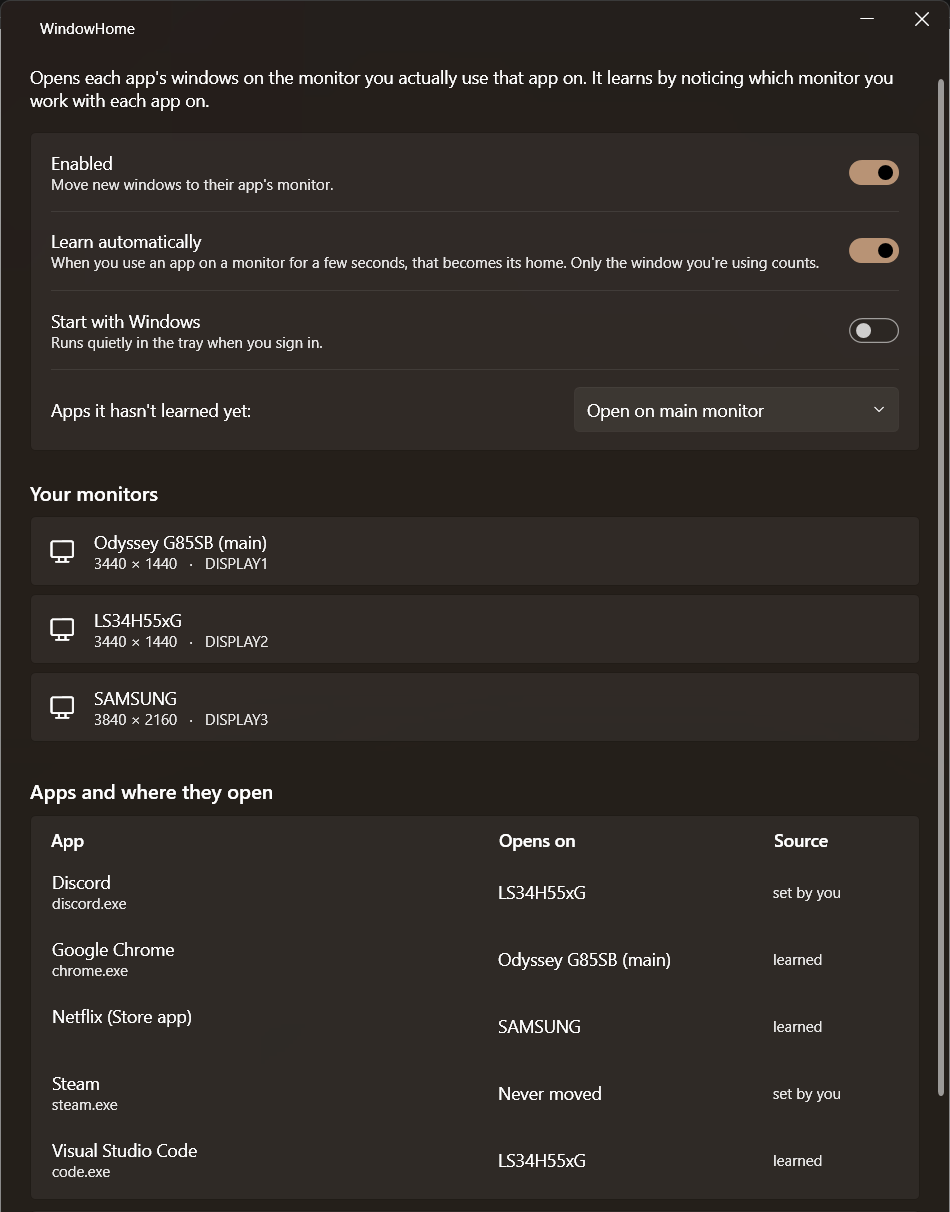 WindowHome
Opens each app's windows on the monitor you actually use that app on. It learns by noticing which monitor you
work with each app on.
Enabled
Move new windows to their app's monitor.
Learn automatically
When you use an app on a monitor for a few seconds, that becomes its home. Only the window you're using counts.
Start with Windows
Runs quietly in the tray when you sign in.
Apps it hasn't learned yet:
Open on main monitor
Your monitors
Odyssey G85SB (main)
3440 × 1440 · DISPLAY1
LS34H55xG
3440 × 1440 · DISPLAY2
SAMSUNG
3840 × 2160 · DISPLAY3
Apps and where they open
App Opens on Source
Discord
discord.exe
LS34H55xG
set by you
Google Chrome
chrome.exe
Odyssey G85SB (main)
learned
Netflix (Store app)
SAMSUNG
learned
Steam
steam.exe
Never moved
set by you
Visual Studio Code
code.exe
LS34H55xG
learned